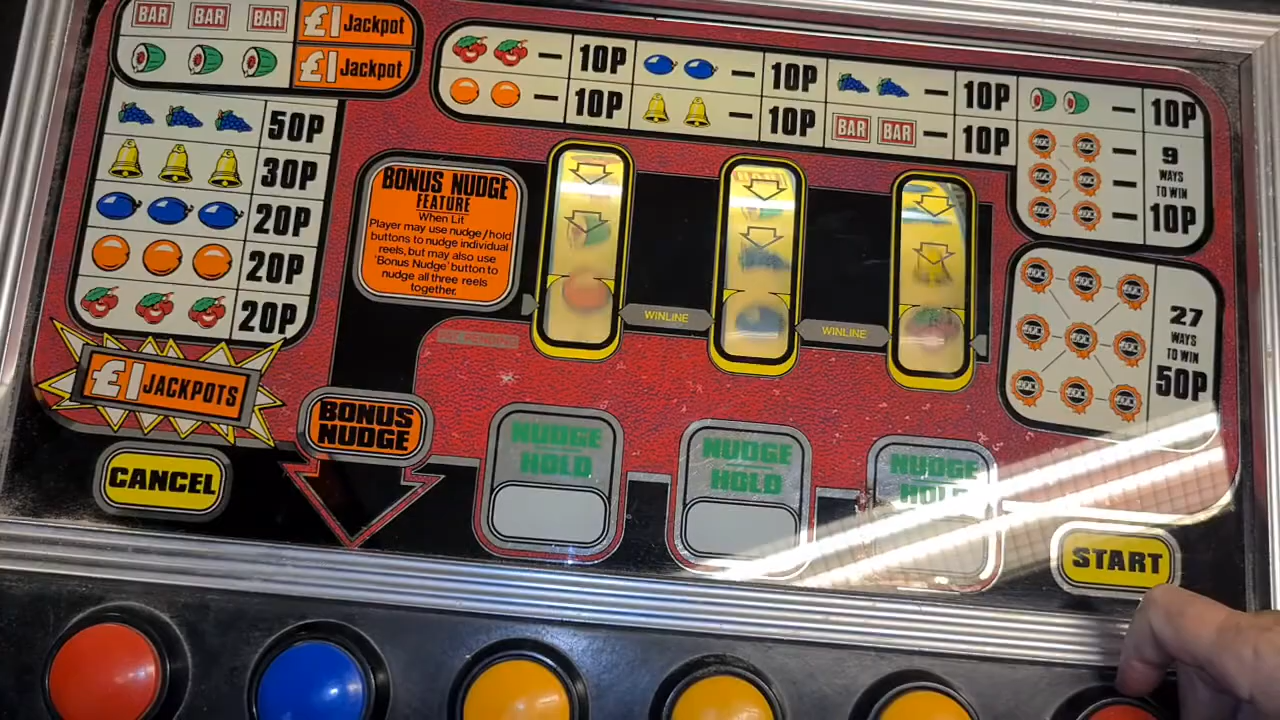 BAR BAR BAR £1 Jackpot
£1 Jackpot
50P
30P
20P
20P
20P
£1 JACKPOTS
10P 10P 10P 10P
10P 10P BAR BAR 10P
9
WAYS
TO WIN
10P
BONUS NUDGE
FEATURE
When Lit
Player may use nudge/hold
buttons to nudge individual
reels, but may also use
'Bonus Nudge' button to
nudge all three reels
together.
WINLINE WINLINE
27
WAYS
TO WIN
50P
BONUS
NUDGE
CANCEL
NUDGE
HOLD
NUDGE
HOLD
NUDGE
HOLD
START